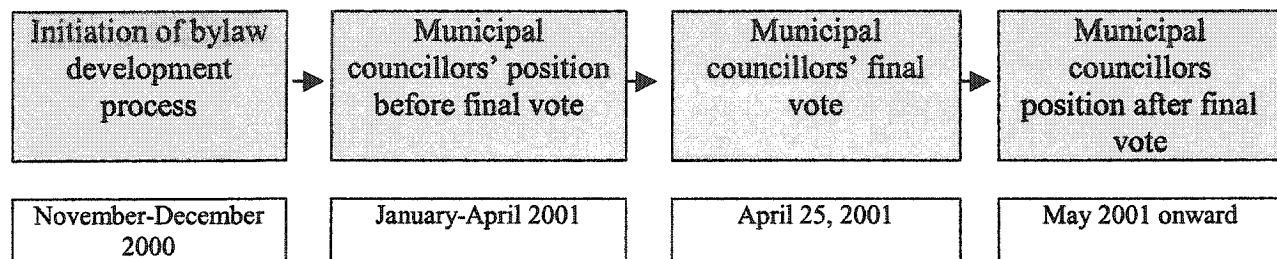 Initiation of bylaw
development
process
Municipal
councillors' position
before final vote
Municipal
councillors' final
vote
Municipal
councillors
position after final
vote
November-December
2000
January-April 2001
April 25, 2001
May 2001 onward